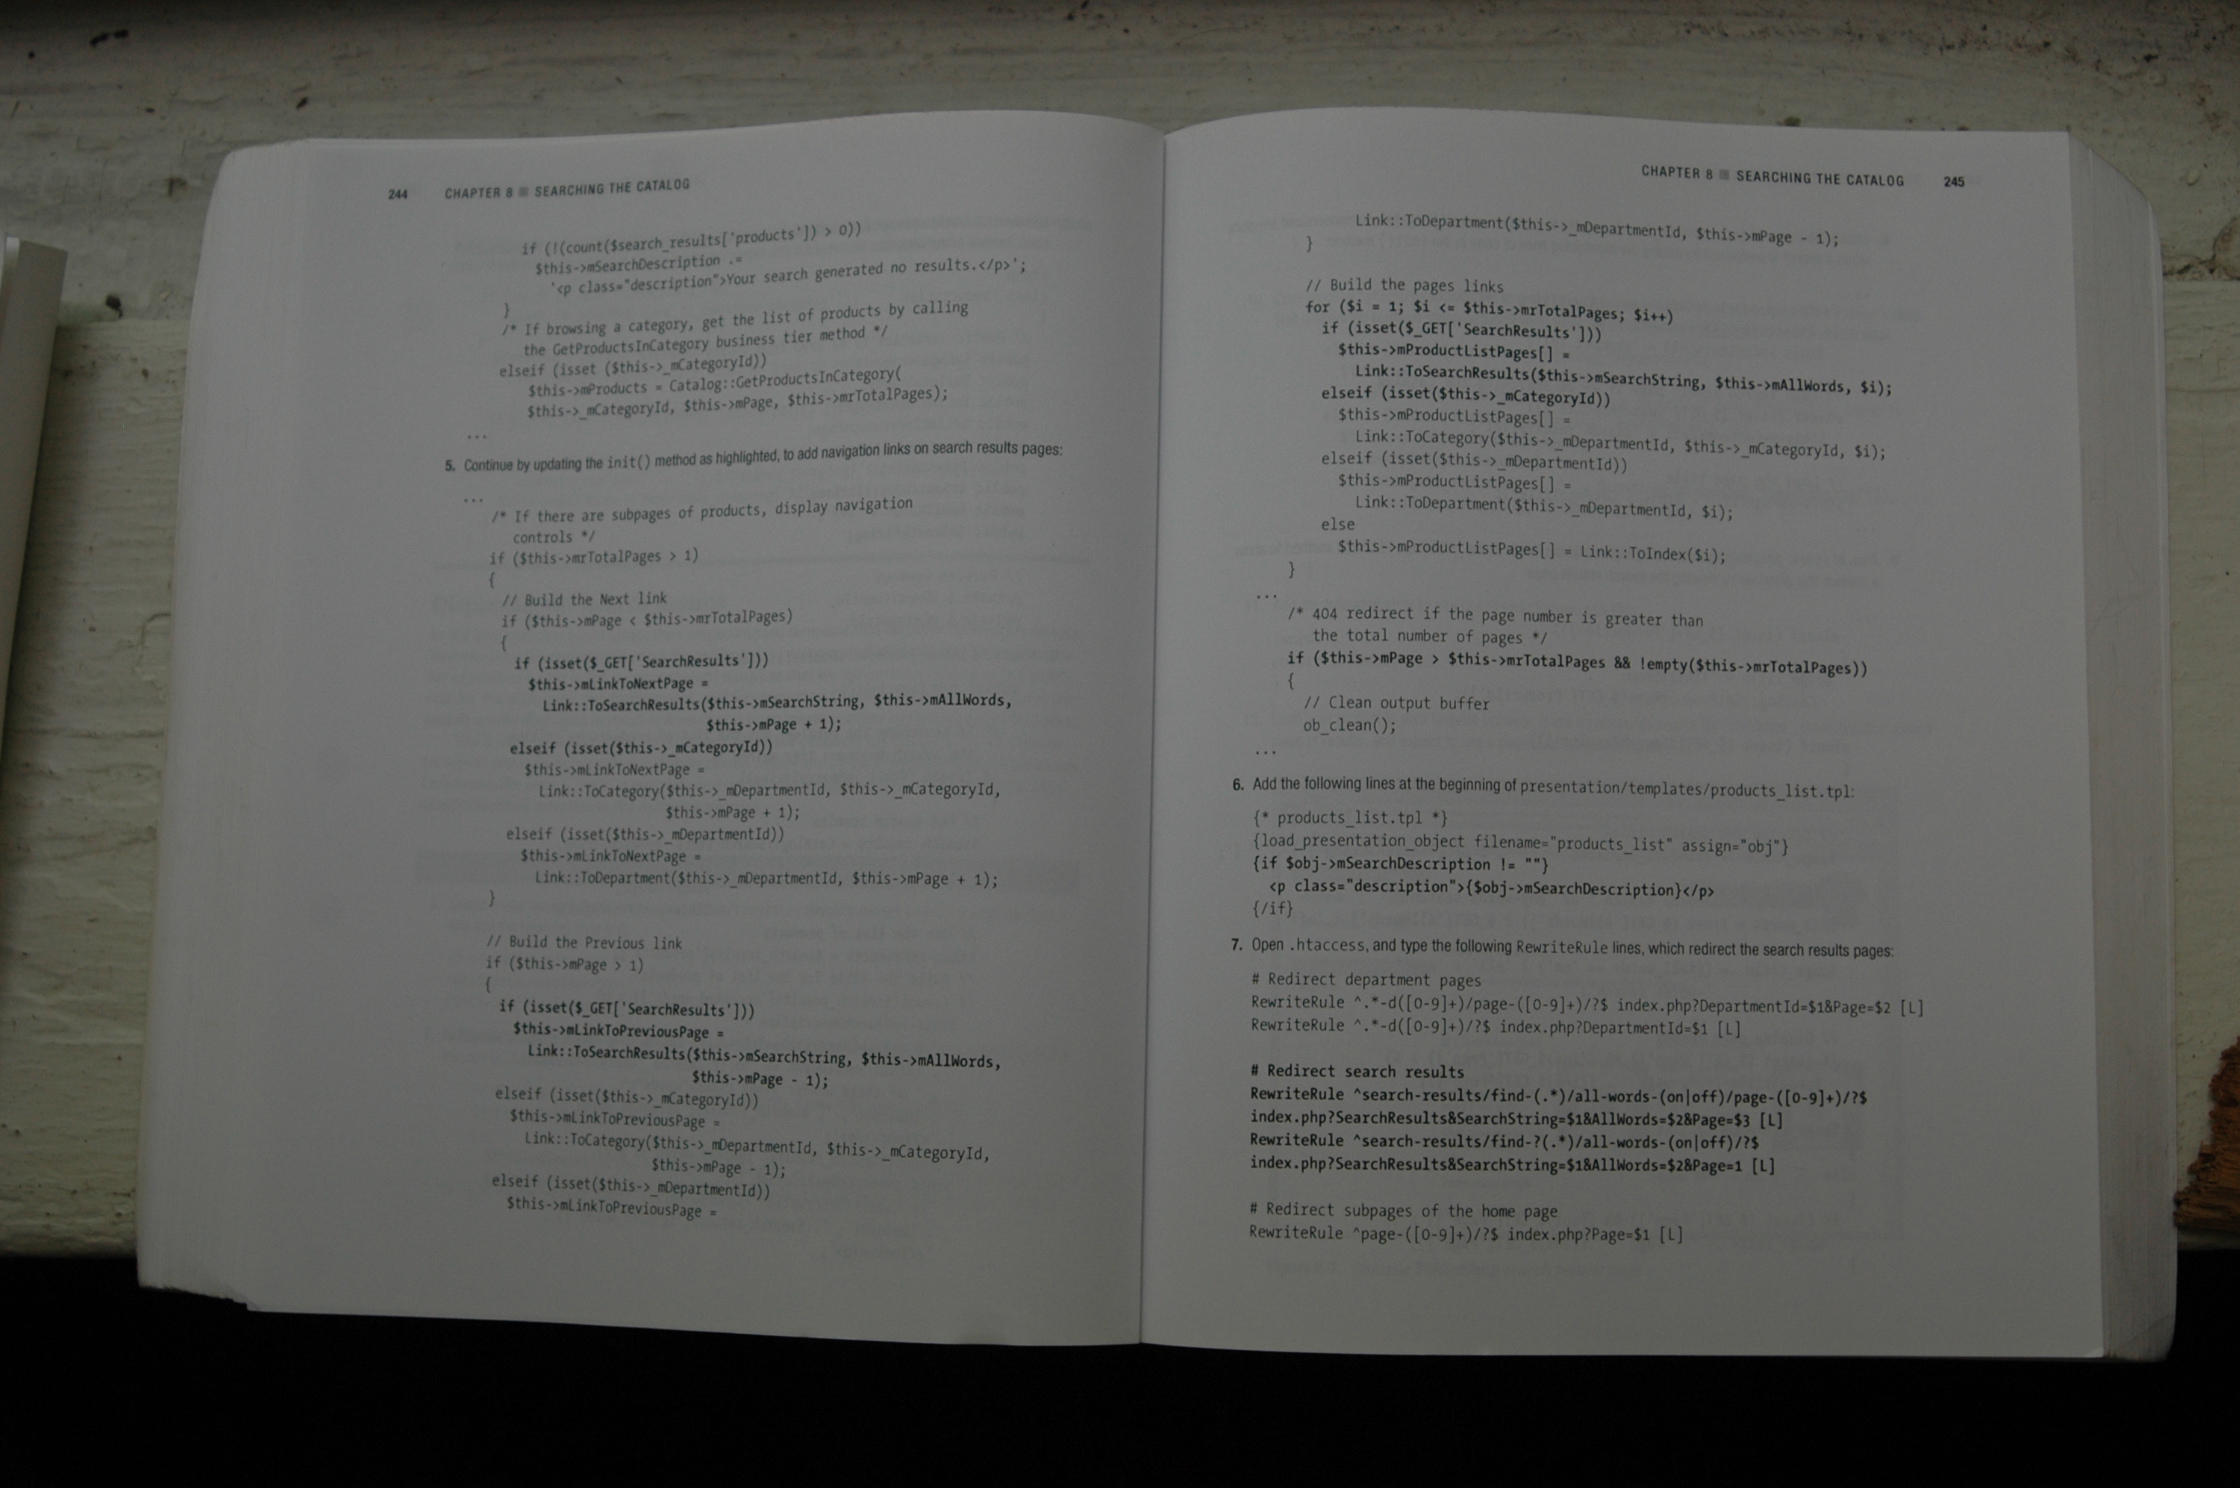 244 CHAPTER 8 ■ SEARCHING THE CATALOG
if (!(count($search_results['products']) > 0))
$this->mSearchDescription .=
'<p class="description">Your search generated no results.</p>';
}
/* If browsing a category, get the list of products by calling
the GetProductsInCategory business tier method */
elseif (isset ($this->_mCategoryId))
$this->mProducts = Catalog::GetProductsInCategory(
$this->_mCategoryId, $this->mPage, $this->mrTotalPages);
...
5. Continue by updating the init() method as highlighted, to add navigation links on search results pages:
...
/* If there are subpages of products, display navigation
controls */
if ($this->mrTotalPages > 1)
{
// Build the Next link
if ($this->mPage < $this->mrTotalPages)
{
if (isset($_GET['SearchResults']))
$this->mLinkToNextPage =
Link::ToSearchResults($this->mSearchString, $this->mAllWords,
$this->mPage + 1);
elseif (isset($this->_mCategoryId))
$this->mLinkToNextPage =
Link::ToCategory($this->_mDepartmentId, $this->_mCategoryId,
$this->mPage + 1);
elseif (isset($this->_mDepartmentId))
$this->mLinkToNextPage =
Link::ToDepartment($this->_mDepartmentId, $this->mPage + 1);
}
// Build the Previous link
if ($this->mPage > 1)
{
if (isset($_GET['SearchResults']))
$this->mLinkToPreviousPage =
Link::ToSearchResults($this->mSearchString, $this->mAllWords,
$this->mPage - 1);
elseif (isset($this->_mCategoryId))
$this->mLinkToPreviousPage =
Link::ToCategory($this->_mDepartmentId, $this->_mCategoryId,
$this->mPage - 1);
elseif (isset($this->_mDepartmentId))
$this->mLinkToPreviousPage =
CHAPTER 8 ■ SEARCHING THE CATALOG 245
Link::ToDepartment($this->_mDepartmentId, $this->mPage - 1);
}
// Build the pages links
for ($i = 1; $i <= $this->mrTotalPages; $i++)
if (isset($_GET['SearchResults']))
$this->mProductListPages[] =
Link::ToSearchResults($this->mSearchString, $this->mAllWords, $i);
elseif (isset($this->_mCategoryId))
$this->mProductListPages[] =
Link::ToCategory($this->_mDepartmentId, $this->_mCategoryId, $i);
elseif (isset($this->_mDepartmentId))
$this->mProductListPages[] =
Link::ToDepartment($this->_mDepartmentId, $i);
else
$this->mProductListPages[] = Link::ToIndex($i);
}
...
/* 404 redirect if the page number is greater than
the total number of pages */
if ($this->mPage > $this->mrTotalPages && !empty($this->mrTotalPages))
{
// Clean output buffer
ob_clean();
...
6. Add the following lines at the beginning of presentation/templates/products_list.tpl:
{* products_list.tpl *}
{load_presentation_object filename="products_list" assign="obj"}
{if $obj->mSearchDescription != ""}
<p class="description">{$obj->mSearchDescription}</p>
{/if}
7. Open .htaccess, and type the following RewriteRule lines, which redirect the search results pages:
# Redirect department pages
RewriteRule ^.*-d([0-9]+)/page-([0-9]+)/?$ index.php?DepartmentId=$1&Page=$2 [L]
RewriteRule ^.*-d([0-9]+)/?$ index.php?DepartmentId=$1 [L]
# Redirect search results
RewriteRule ^search-results/find-(.*)/all-words-(on|off)/page-([0-9]+)/?$
index.php?SearchResults&SearchString=$1&AllWords=$2&Page=$3 [L]
RewriteRule ^search-results/find-?(.*)/all-words-(on|off)/?$
index.php?SearchResults&SearchString=$1&AllWords=$2&Page=1 [L]
# Redirect subpages of the home page
RewriteRule ^page-([0-9]+)/?$ index.php?Page=$1 [L]